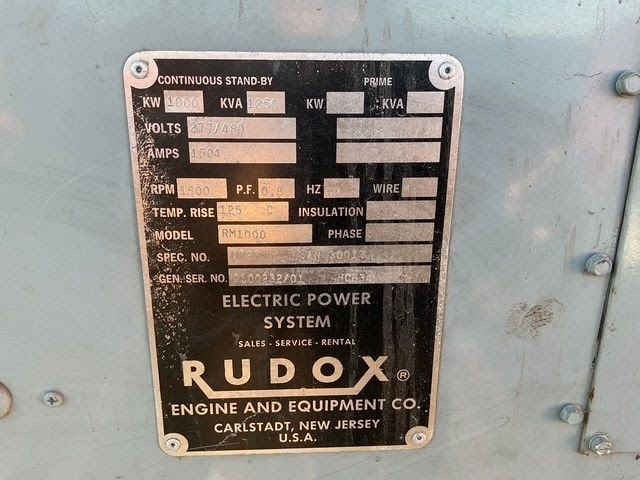 CONTINUOUS STAND-BY PRIME
KW 1000 KVA 1250 KW KVA
VOLTS 277/480
AMPS 1504
RPM 1800 P.F. 0.8 HZ WIRE
TEMP. RISE 125 C INSULATION
MODEL RM1000 PHASE
SPEC. NO.
GEN. SER. NO.
ELECTRIC POWER
SYSTEM
SALES - SERVICE - RENTAL
RUDOX®
ENGINE AND EQUIPMENT CO.
CARLSTADT, NEW JERSEY
U.S.A.